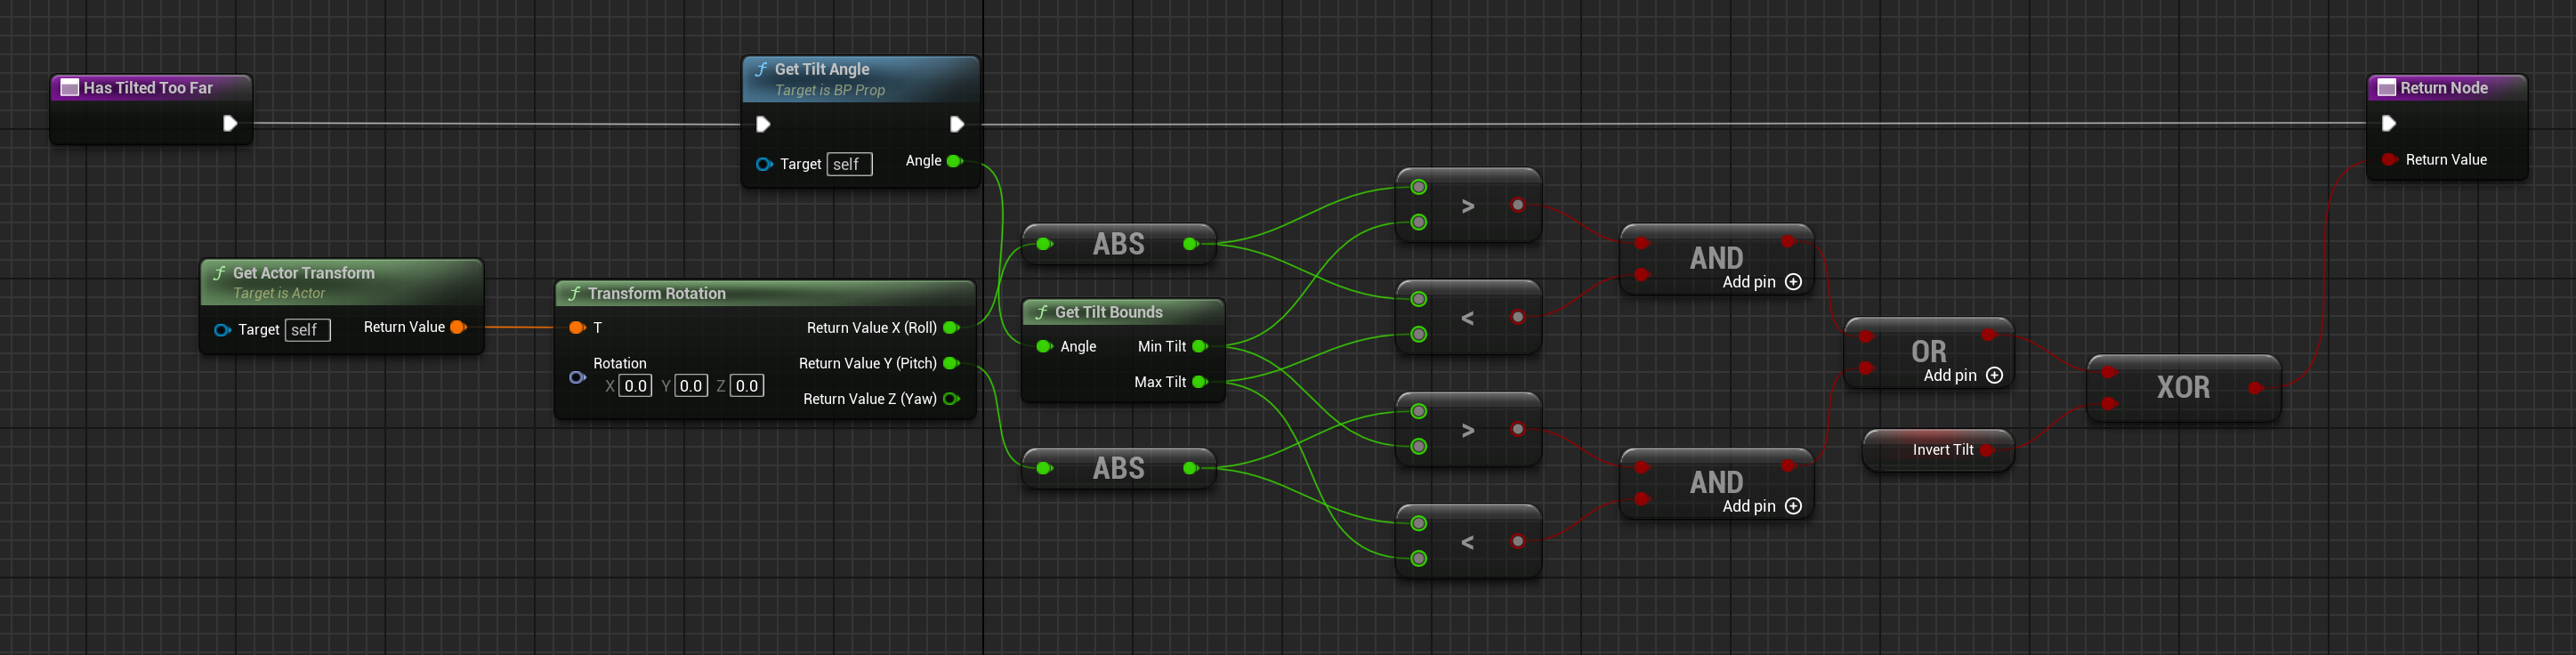 Has Tilted Too Far
f Get Tilt Angle
Target is BP Prop
Target self
Angle
Return Node
Return Value
f Get Actor Transform
Target is Actor
Target self
Return Value
f Transform Rotation
T
Return Value X (Roll)
Rotation
X 0.0 Y 0.0 Z 0.0
Return Value Y (Pitch)
Return Value Z (Yaw)
ABS
f Get Tilt Bounds
Angle
Min Tilt
Max Tilt
ABS
>
<
>
<
AND
Add pin
AND
Add pin
OR
Add pin
Invert Tilt
XOR